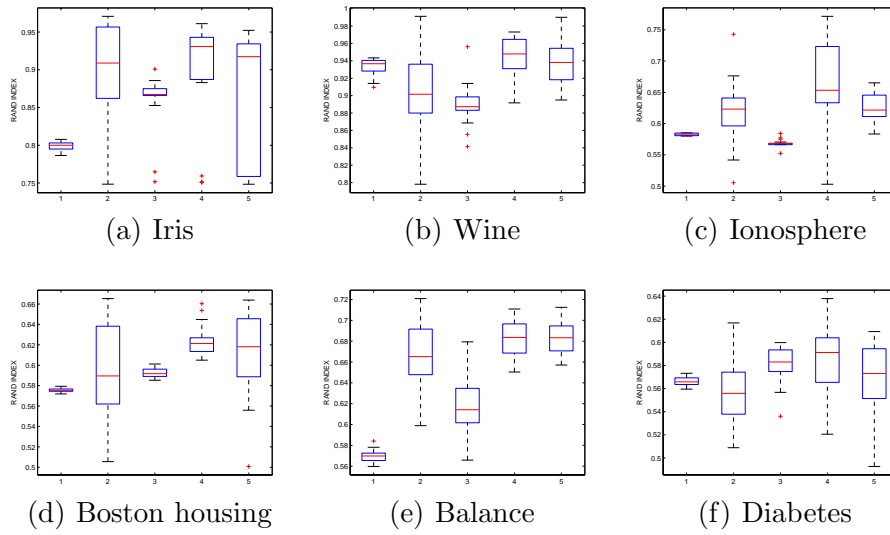 RAND INDEX
0.95
0.9
0.85
0.8
0.75
1 2 3 4 5
(a) Iris
RAND INDEX
1
0.98
0.96
0.94
0.92
0.9
0.88
0.86
0.84
0.82
0.8
1 2 3 4 5
(b) Wine
RAND INDEX
0.75
0.7
0.65
0.6
0.55
0.5
1 2 3 4 5
(c) Ionosphere
RAND INDEX
0.66
0.64
0.62
0.6
0.58
0.56
0.54
0.52
0.5
1 2 3 4 5
(d) Boston housing
RAND INDEX
0.72
0.7
0.68
0.66
0.64
0.62
0.6
0.58
0.56
1 2 3 4 5
(e) Balance
RAND INDEX
0.64
0.62
0.6
0.58
0.56
0.54
0.52
0.5
1 2 3 4 5
(f) Diabetes